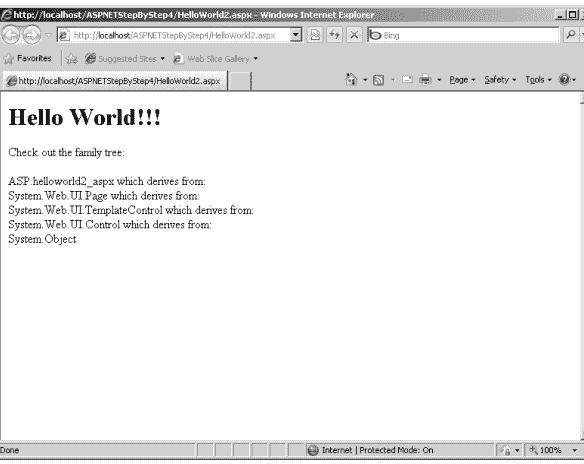 http://localhost/ASPNETStepByStep4/HelloWorld2.aspx - Windows Internet Explorer
http://localhost/ASPNETStepByStep4/HelloWorld2.aspx
Bing
Favorites Suggested Sites Web Slice Gallery
http://localhost/ASPNETStepByStep4/HelloWorld2.aspx Page Safety Tools
Hello World!!!
Check out the family tree:
ASP.helloworld2_aspx which derives from:
System.Web.UI.Page which derives from:
System.Web.UI.TemplateControl which derives from:
System.Web.UI.Control which derives from:
System.Object
Done Internet | Protected Mode: On 100%